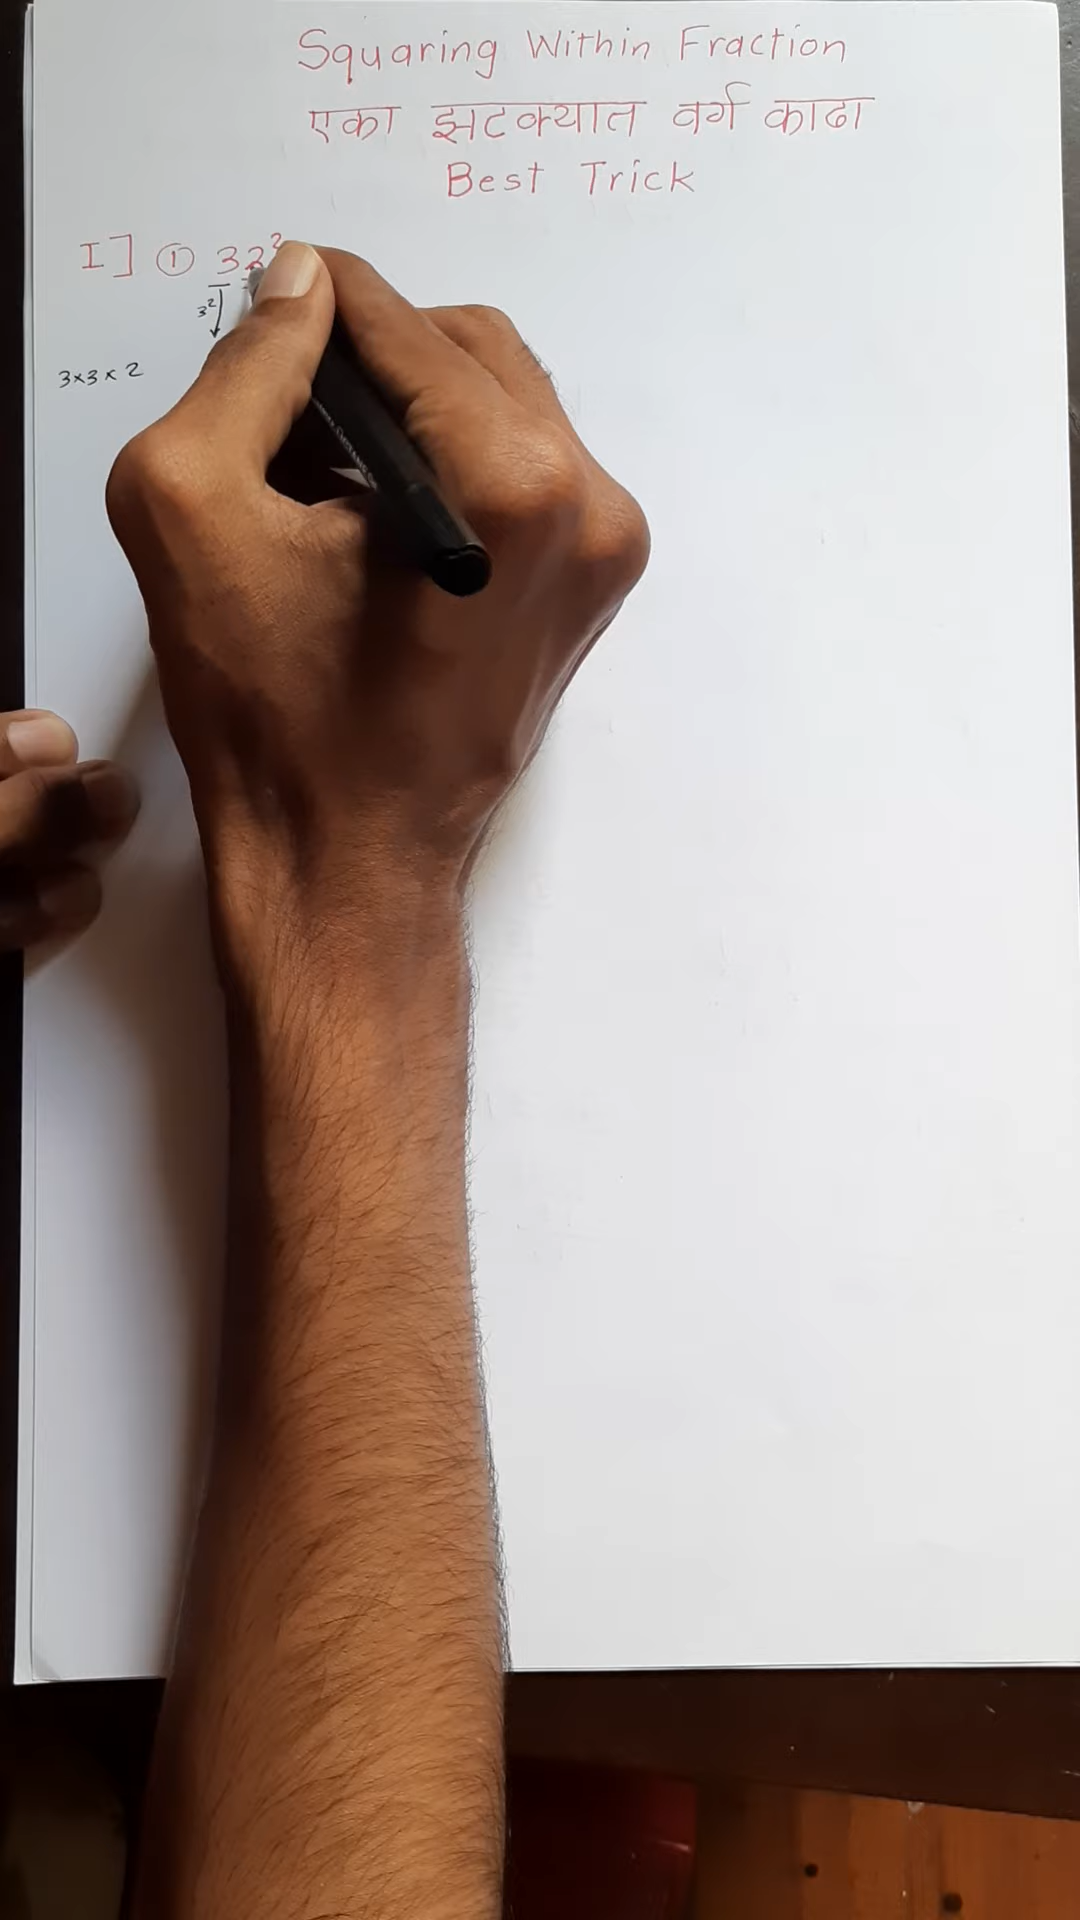 Squaring Within Fraction
एका झटक्यात वर्ग काढा
Best Trick
I] ① 32²
3²
3×3×2